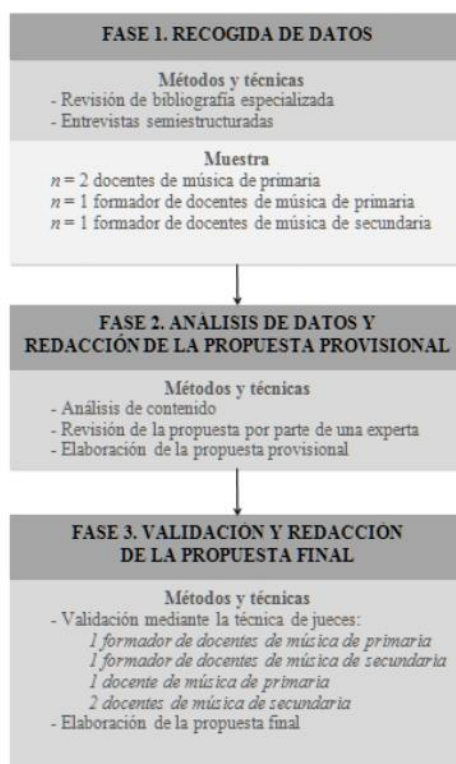 FASE 1. RECOGIDA DE DATOS
Métodos y técnicas
- Revisión de bibliografía especializada
- Entrevistas semiestructuradas
Muestra
n = 2 docentes de música de primaria
n = 1 formador de docentes de música de primaria
n = 1 formador de docentes de música de secundaria
FASE 2. ANÁLISIS DE DATOS Y
REDACCIÓN DE LA PROPUESTA PROVISIONAL
Métodos y técnicas
- Análisis de contenido
- Revisión de la propuesta por parte de una experta
- Elaboración de la propuesta provisional
FASE 3. VALIDACIÓN Y REDACCIÓN
DE LA PROPUESTA FINAL
Métodos y técnicas
- Validación mediante la técnica de jueces:
1 formador de docentes de música de primaria
1 formador de docentes de música de secundaria
1 docente de música de primaria
2 docentes de música de secundaria
- Elaboración de la propuesta final